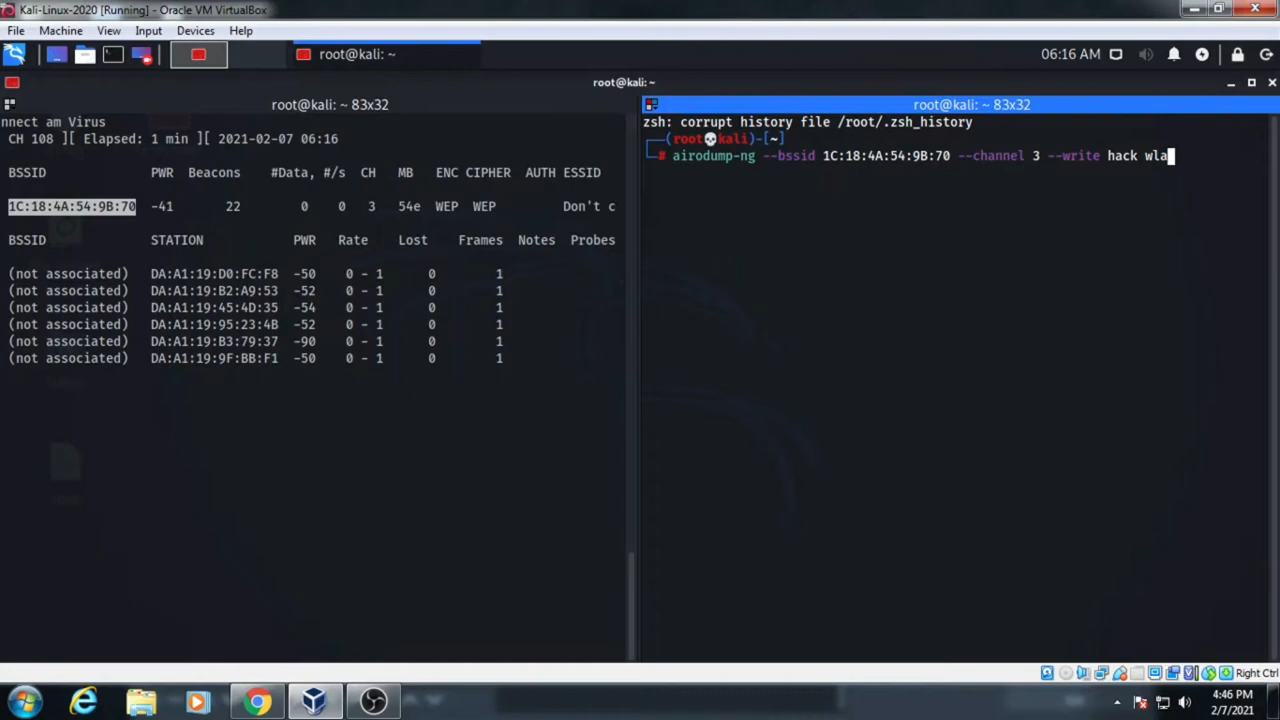 Kali-Linux-2020 [Running] - Oracle VM VirtualBox
File Machine View Input Devices Help
root@kali: ~
06:16 AM
root@kali:~
root@kali: ~ 83x32
nnect am Virus
CH 108 ][ Elapsed: 1 min ][ 2021-02-07 06:16
BSSID PWR Beacons #Data, #/s CH MB ENC CIPHER AUTH ESSID
1C:18:4A:54:9B:70 -41 22 0 0 3 54e WEP WEP Don't c
BSSID STATION PWR Rate Lost Frames Notes Probes
(not associated) DA:A1:19:D0:FC:F8 -50 0 - 1 0 1
(not associated) DA:A1:19:B2:A9:53 -52 0 - 1 0 1
(not associated) DA:A1:19:45:4D:35 -54 0 - 1 0 1
(not associated) DA:A1:19:95:23:4B -52 0 - 1 0 1
(not associated) DA:A1:19:B3:79:37 -90 0 - 1 0 1
(not associated) DA:A1:19:9F:BB:F1 -50 0 - 1 0 1
root@kali: ~ 83x32
zsh: corrupt history file /root/.zsh_history
(root💀kali)-[~]
# airodump-ng --bssid 1C:18:4A:54:9B:70 --channel 3 --write hack wla
Right Ctrl
4:46 PM
2/7/2021